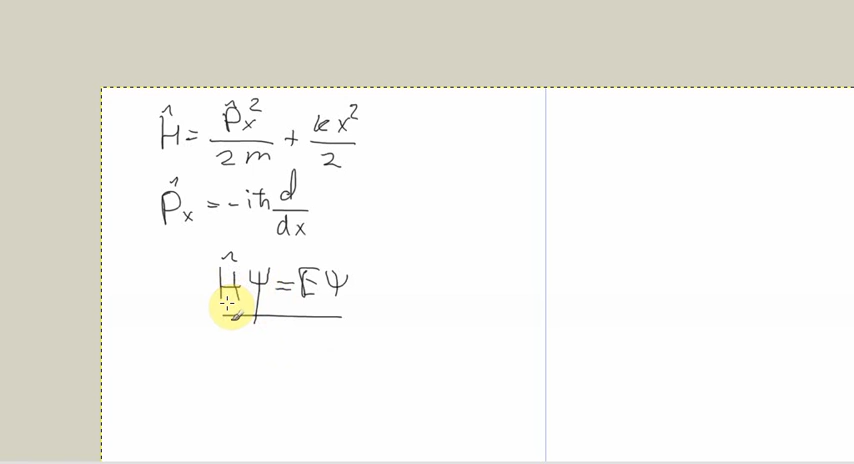 Ĥ = P̂ₓ²/2m + kx²/2
P̂ₓ = -iħ d/dx
Ĥψ = Eψ